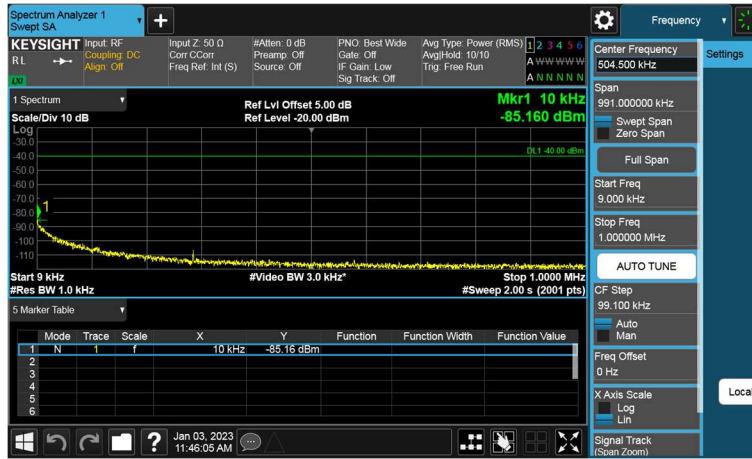 Spectrum Analyzer 1
Swept SA
Frequency
KEYSIGHT
RL
LXI
Input: RF
Coupling: DC
Align: Off
Input Z: 50 Ω
Corr CCorr
Freq Ref: Int (S)
#Atten: 0 dB
Preamp: Off
Source: Off
PNO: Best Wide
Gate: Off
IF Gain: Low
Sig Track: Off
Avg Type: Power (RMS)
Avg|Hold: 10/10
Trig: Free Run
1 2 3 4 5 6
A W W W W W
A N N N N N
1 Spectrum
Scale/Div 10 dB
Ref Lvl Offset 5.00 dB
Ref Level -20.00 dBm
Mkr1 10 kHz
-85.160 dBm
Log
-30.0
-40.0
-50.0
-60.0
-70.0
-80.0
-90.0
-100
-110
DL1 -40.00 dBm
1
Start 9 kHz
#Res BW 1.0 kHz
#Video BW 3.0 kHz*
Stop 1.0000 MHz
#Sweep 2.00 s (2001 pts)
5 Marker Table
Mode Trace Scale X Y Function Function Width Function Value
1 N 1 f 10 kHz -85.16 dBm
2
3
4
5
6
Jan 03, 2023
11:46:05 AM
Center Frequency
504.500 kHz
Span
991.000000 kHz
Swept Span
Zero Span
Full Span
Start Freq
9.000 kHz
Stop Freq
1.000000 MHz
AUTO TUNE
CF Step
99.100 kHz
Auto
Man
Freq Offset
0 Hz
X Axis Scale
Log
Lin
Signal Track
(Span Zoom)
Settings
Local